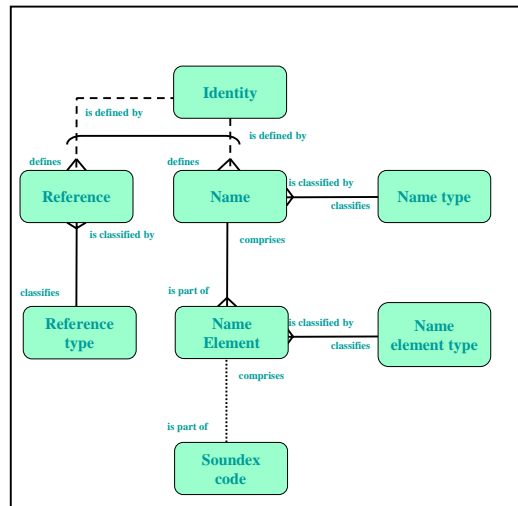 Identity
is defined by
is defined by
defines
defines
Reference
Name
is classified by
classifies
Name type
is classified by
comprises
classifies
is part of
Reference
type
Name
Element
is classified by
classifies
Name
element type
comprises
is part of
Soundex
code